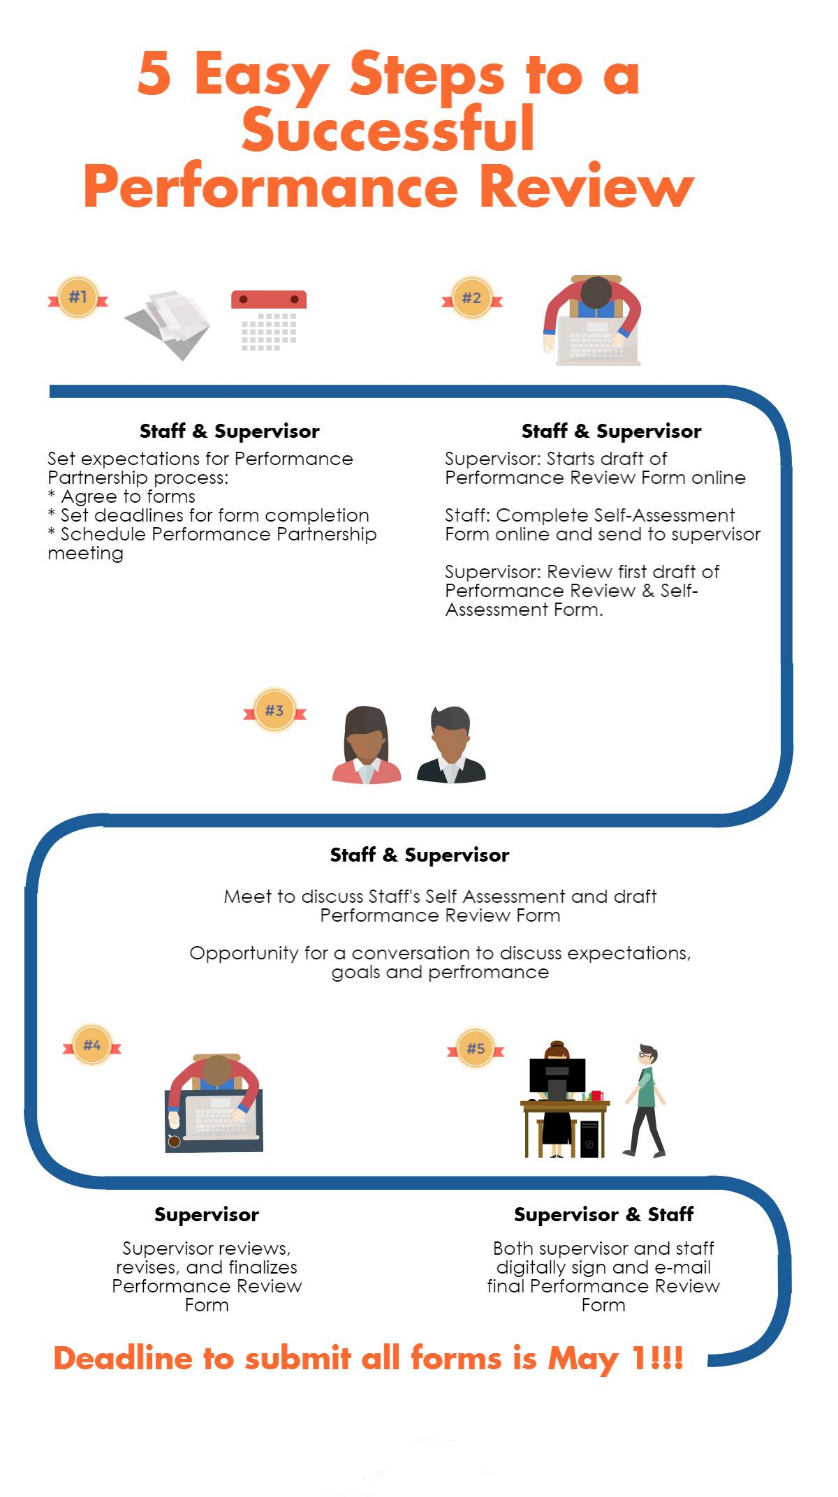 5 Easy Steps to a
Successful
Performance Review
#1
Staff & Supervisor
Set expectations for Performance
Partnership process:
* Agree to forms
* Set deadlines for form completion
* Schedule Performance Partnership
meeting
#2
Staff & Supervisor
Supervisor: Starts draft of
Performance Review Form online
Staff: Complete Self-Assessment
Form online and send to supervisor
Supervisor: Review first draft of
Performance Review & Self-
Assessment Form.
#3
Staff & Supervisor
Meet to discuss Staff's Self Assessment and draft
Performance Review Form
Opportunity for a conversation to discuss expectations,
goals and perfromance
#4
Supervisor
Supervisor reviews,
revises, and finalizes
Performance Review
Form
#5
Supervisor & Staff
Both supervisor and staff
digitally sign and e-mail
final Performance Review
Form
Deadline to submit all forms is May 1!!!